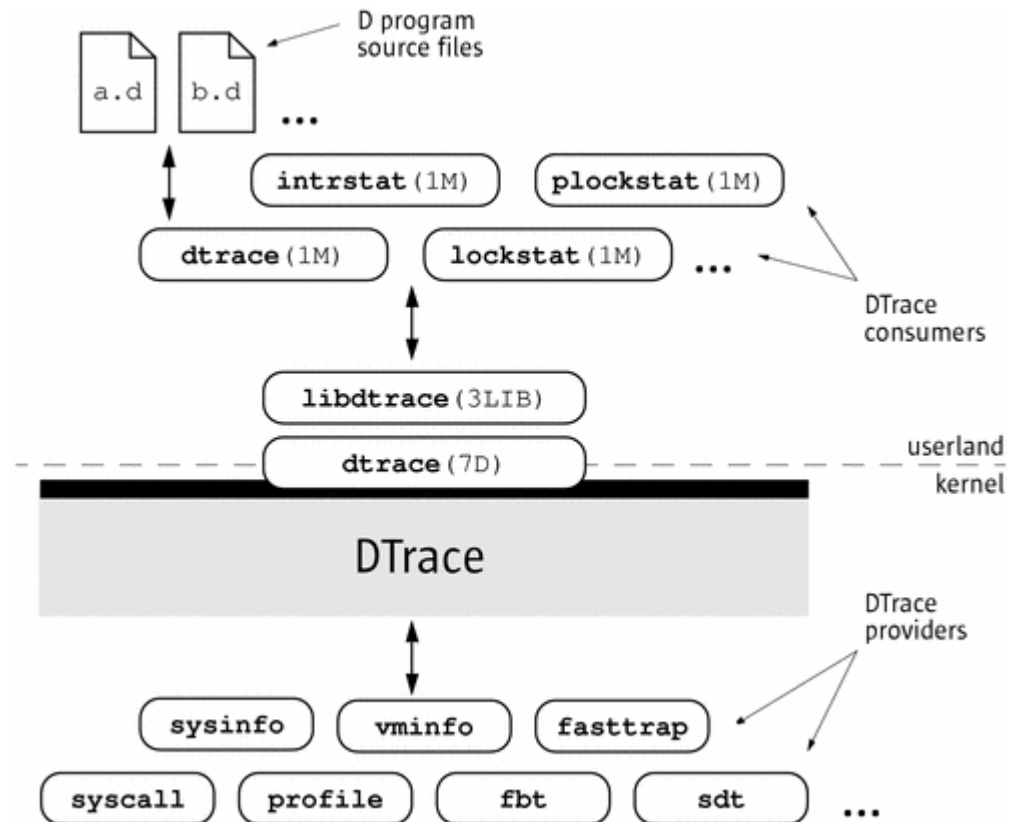 D program
source files
a.d
b.d
...
intrstat(1M)
plockstat(1M)
dtrace(1M)
lockstat(1M)
...
DTrace
consumers
libdtrace(3LIB)
dtrace(7D)
userland
kernel
DTrace
DTrace
providers
sysinfo
vminfo
fasttrap
syscall
profile
fbt
sdt
...